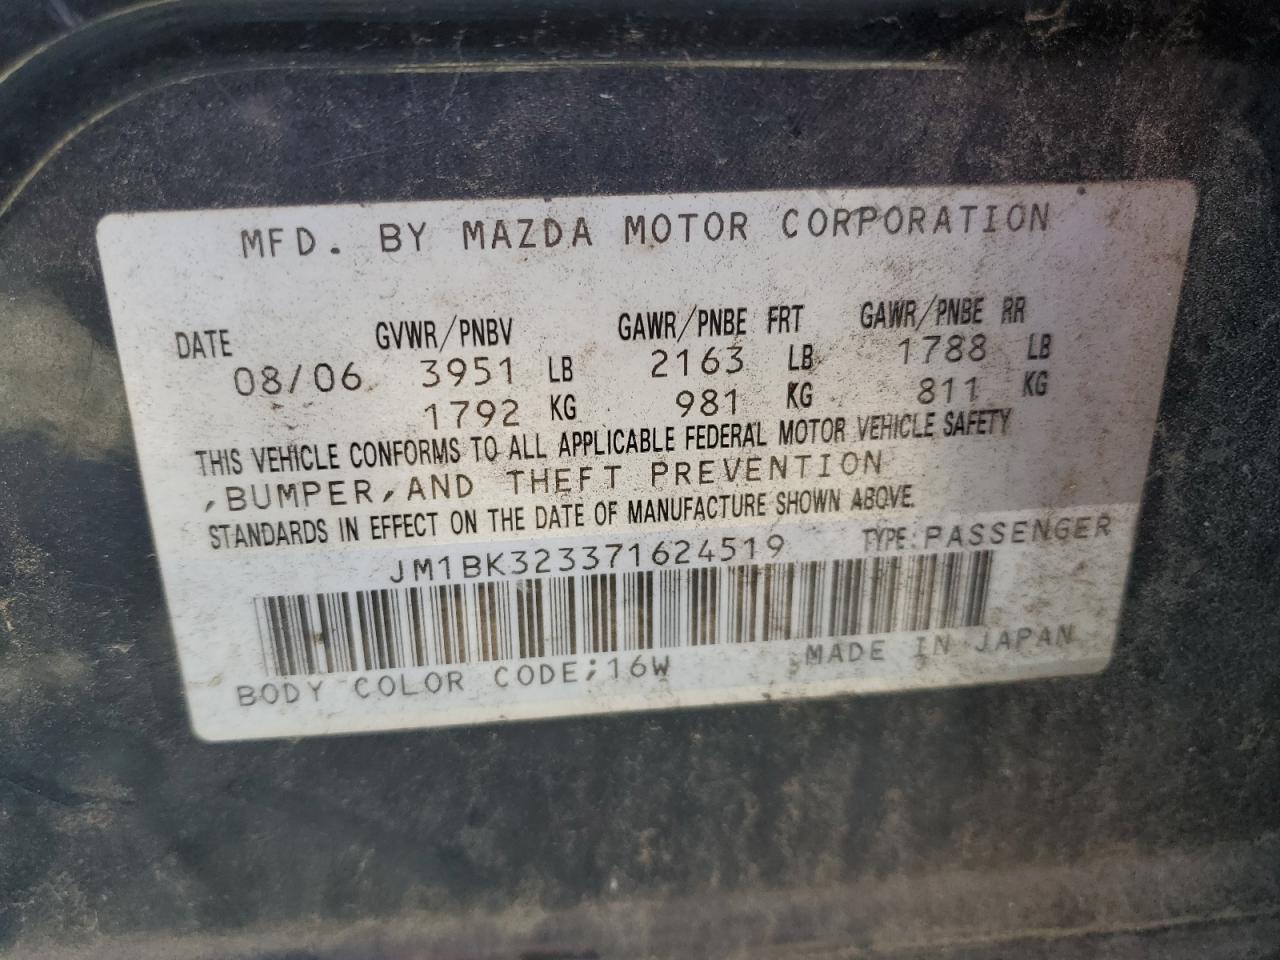 MFD. BY MAZDA MOTOR CORPORATION
DATE GVWR/PNBV GAWR/PNBE FRT GAWR/PNBE RR
08/06 3951 LB 2163 LB 1788 LB
1792 KG 981 KG 811 KG
THIS VEHICLE CONFORMS TO ALL APPLICABLE FEDERAL MOTOR VEHICLE SAFETY
,BUMPER,AND THEFT PREVENTION
STANDARDS IN EFFECT ON THE DATE OF MANUFACTURE SHOWN ABOVE.
JM1BK323371624519 TYPE:PASSENGER
BODY COLOR CODE;16W MADE IN JAPAN